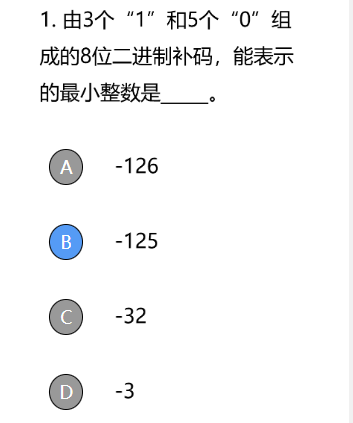 1. 由3个“1”和5个“0”组
成的8位二进制补码，能表示
的最小整数是_____。
A -126
B -125
C -32
D -3